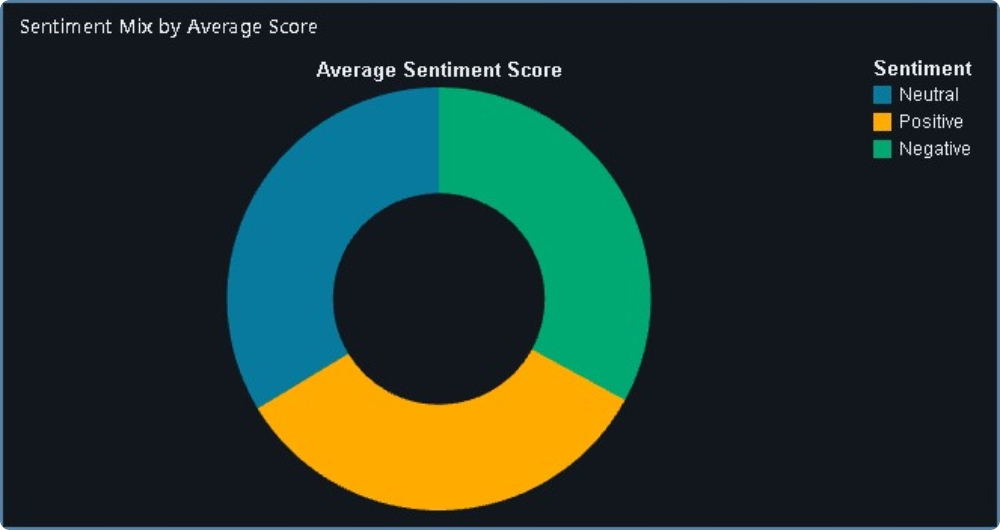 Sentiment Mix by Average Score
Average Sentiment Score
Sentiment
Neutral
Positive
Negative